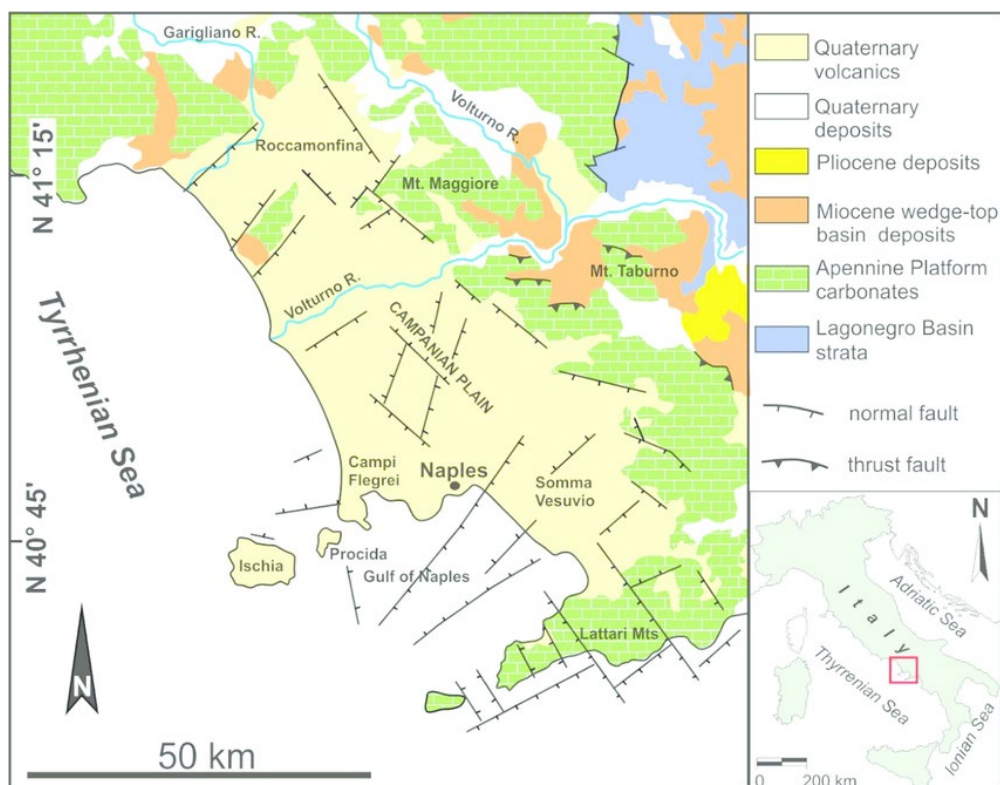 Garigliano R.
Volturno R.
Roccamonfina
Mt. Maggiore
N 41° 15'
Mt. Taburno
Volturno R.
CAMPANIAN PLAIN
Tyrrhenian Sea
Campi
Flegrei
Naples
Somma
Vesuvio
N 40° 45'
Procida
Ischia
Gulf of Naples
Lattari Mts
N
50 km
Quaternary
volcanics
Quaternary
deposits
Pliocene deposits
Miocene wedge-top
basin deposits
Apennine Platform
carbonates
Lagonegro Basin
strata
normal fault
thrust fault
N
Italy
Adriatic Sea
Thyrrenian Sea
Ionian Sea
0 200 km